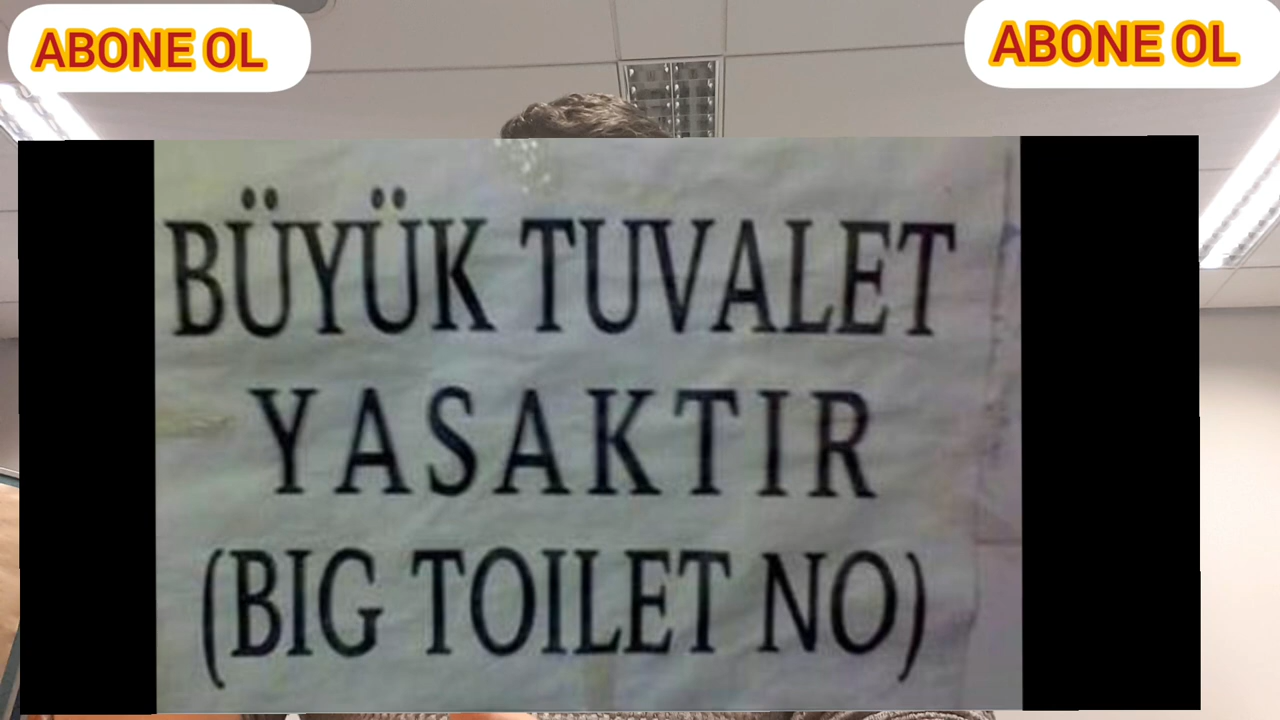 ABONE OL
ABONE OL
BÜYÜK TUVALET
YASAKTIR
(BIG TOILET NO)